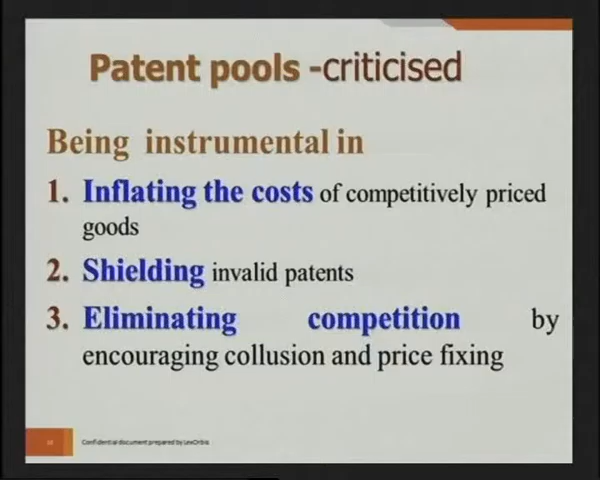 Patent pools -criticised
Being instrumental in
1. Inflating the costs of competitively priced
goods
2. Shielding invalid patents
3. Eliminating competition by
encouraging collusion and price fixing
Confidential document prepared by LexOrbis